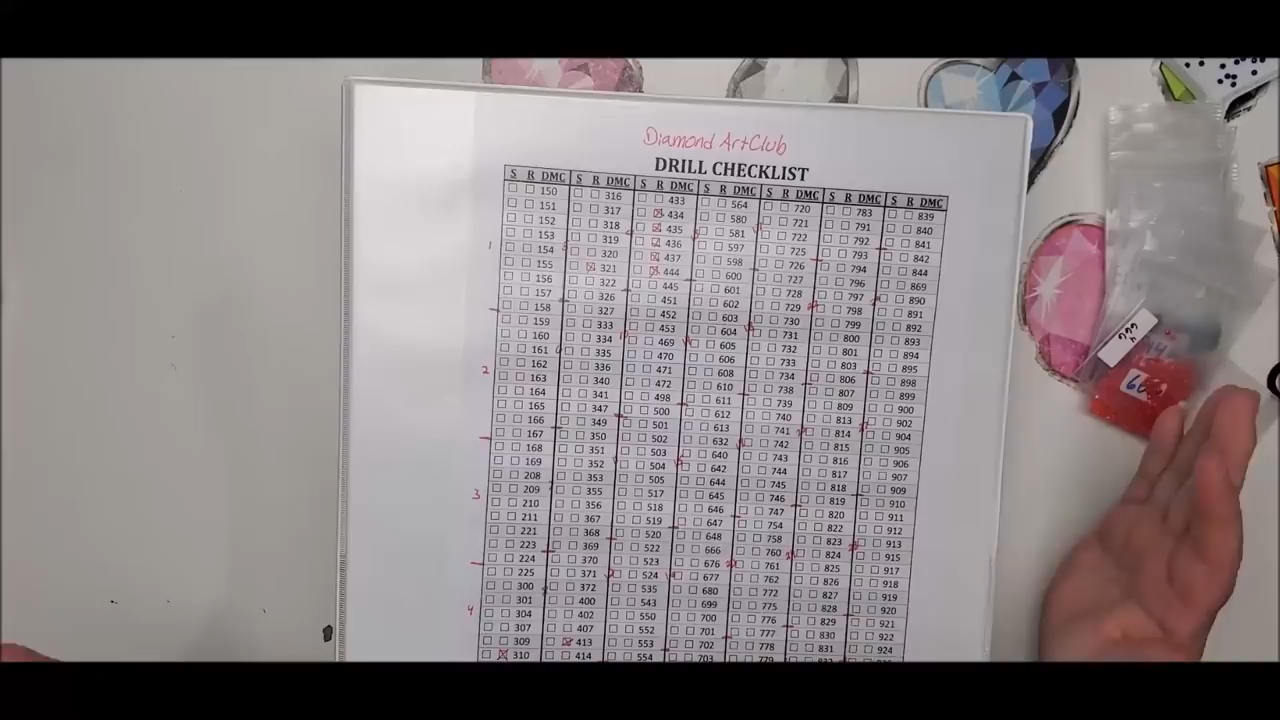 Diamond Art Club
DRILL CHECKLIST
S R DMC S R DMC S R DMC S R DMC S R DMC S R DMC S R DMC
150 316 433 564 720 783 839
151 317 434 580 721 791 840
152 318 435 581 722 792 841
153 319 436 597 725 793 842
1 154 320 437 598 726 794 844
155 321 444 600 727 796 869
156 322 445 601 728 797 890
157 326 451 602 729 798 891
158 327 452 603 730 799 892
159 333 453 604 731 800 893
160 334 469 605 732 801 894
161 335 470 606 733 803 895
2 162 336 471 608 734 806 898
163 340 472 610 738 807 899
164 341 498 611 739 809 900
165 347 500 612 740 813 902
166 349 501 613 741 814 904
167 350 502 632 742 815 905
168 351 503 640 743 816 906
169 352 504 642 744 817 907
208 353 505 644 745 818 909
3 209 355 517 645 746 819 910
210 356 518 646 747 820 911
211 367 519 647 754 822 912
221 368 520 648 758 823 913
223 369 522 666 760 824 915
224 370 523 676 761 825 917
225 371 524 677 762 826 918
300 372 535 680 772 827 919
301 400 543 699 775 828 920
4 304 402 550 700 776 829 921
307 407 552 701 777 830 922
309 413 553 702 778 831 924
310 414 554 703 779
666